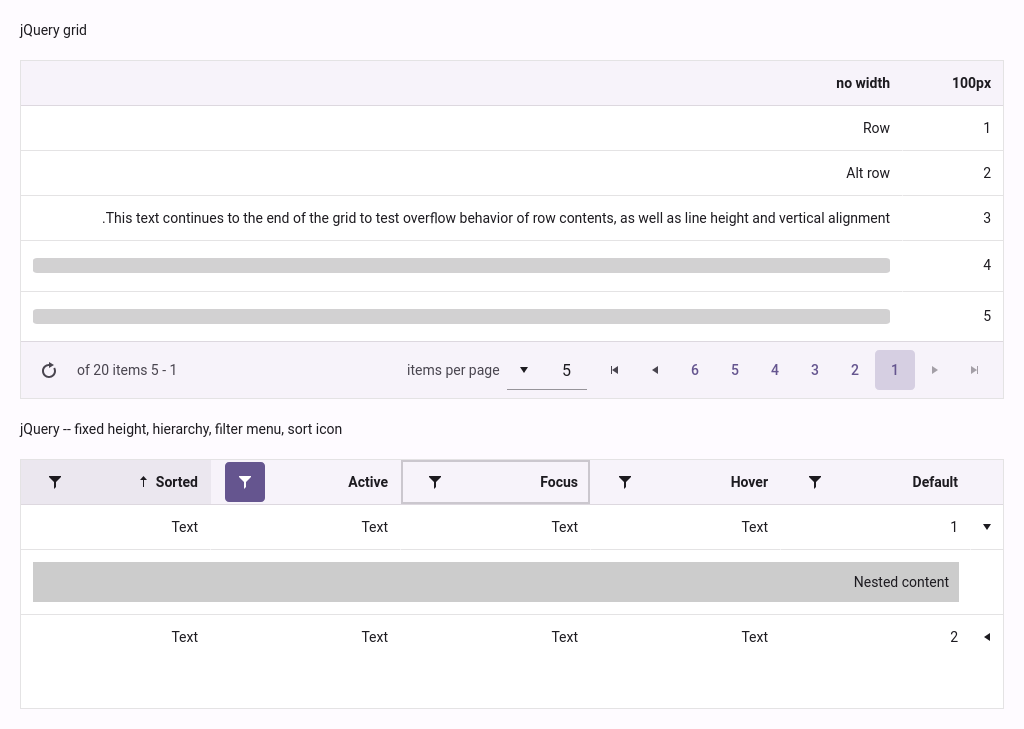 jQuery grid
100px no width
1 Row
2 Alt row
3 .This text continues to the end of the grid to test overflow behavior of row contents, as well as line height and vertical alignment
4
5
1 2 3 4 5 6 5 items per page of 20 items 5 - 1
jQuery -- fixed height, hierarchy, filter menu, sort icon
Default Hover Focus Active Sorted
1 Text Text Text Text
Nested content
2 Text Text Text Text